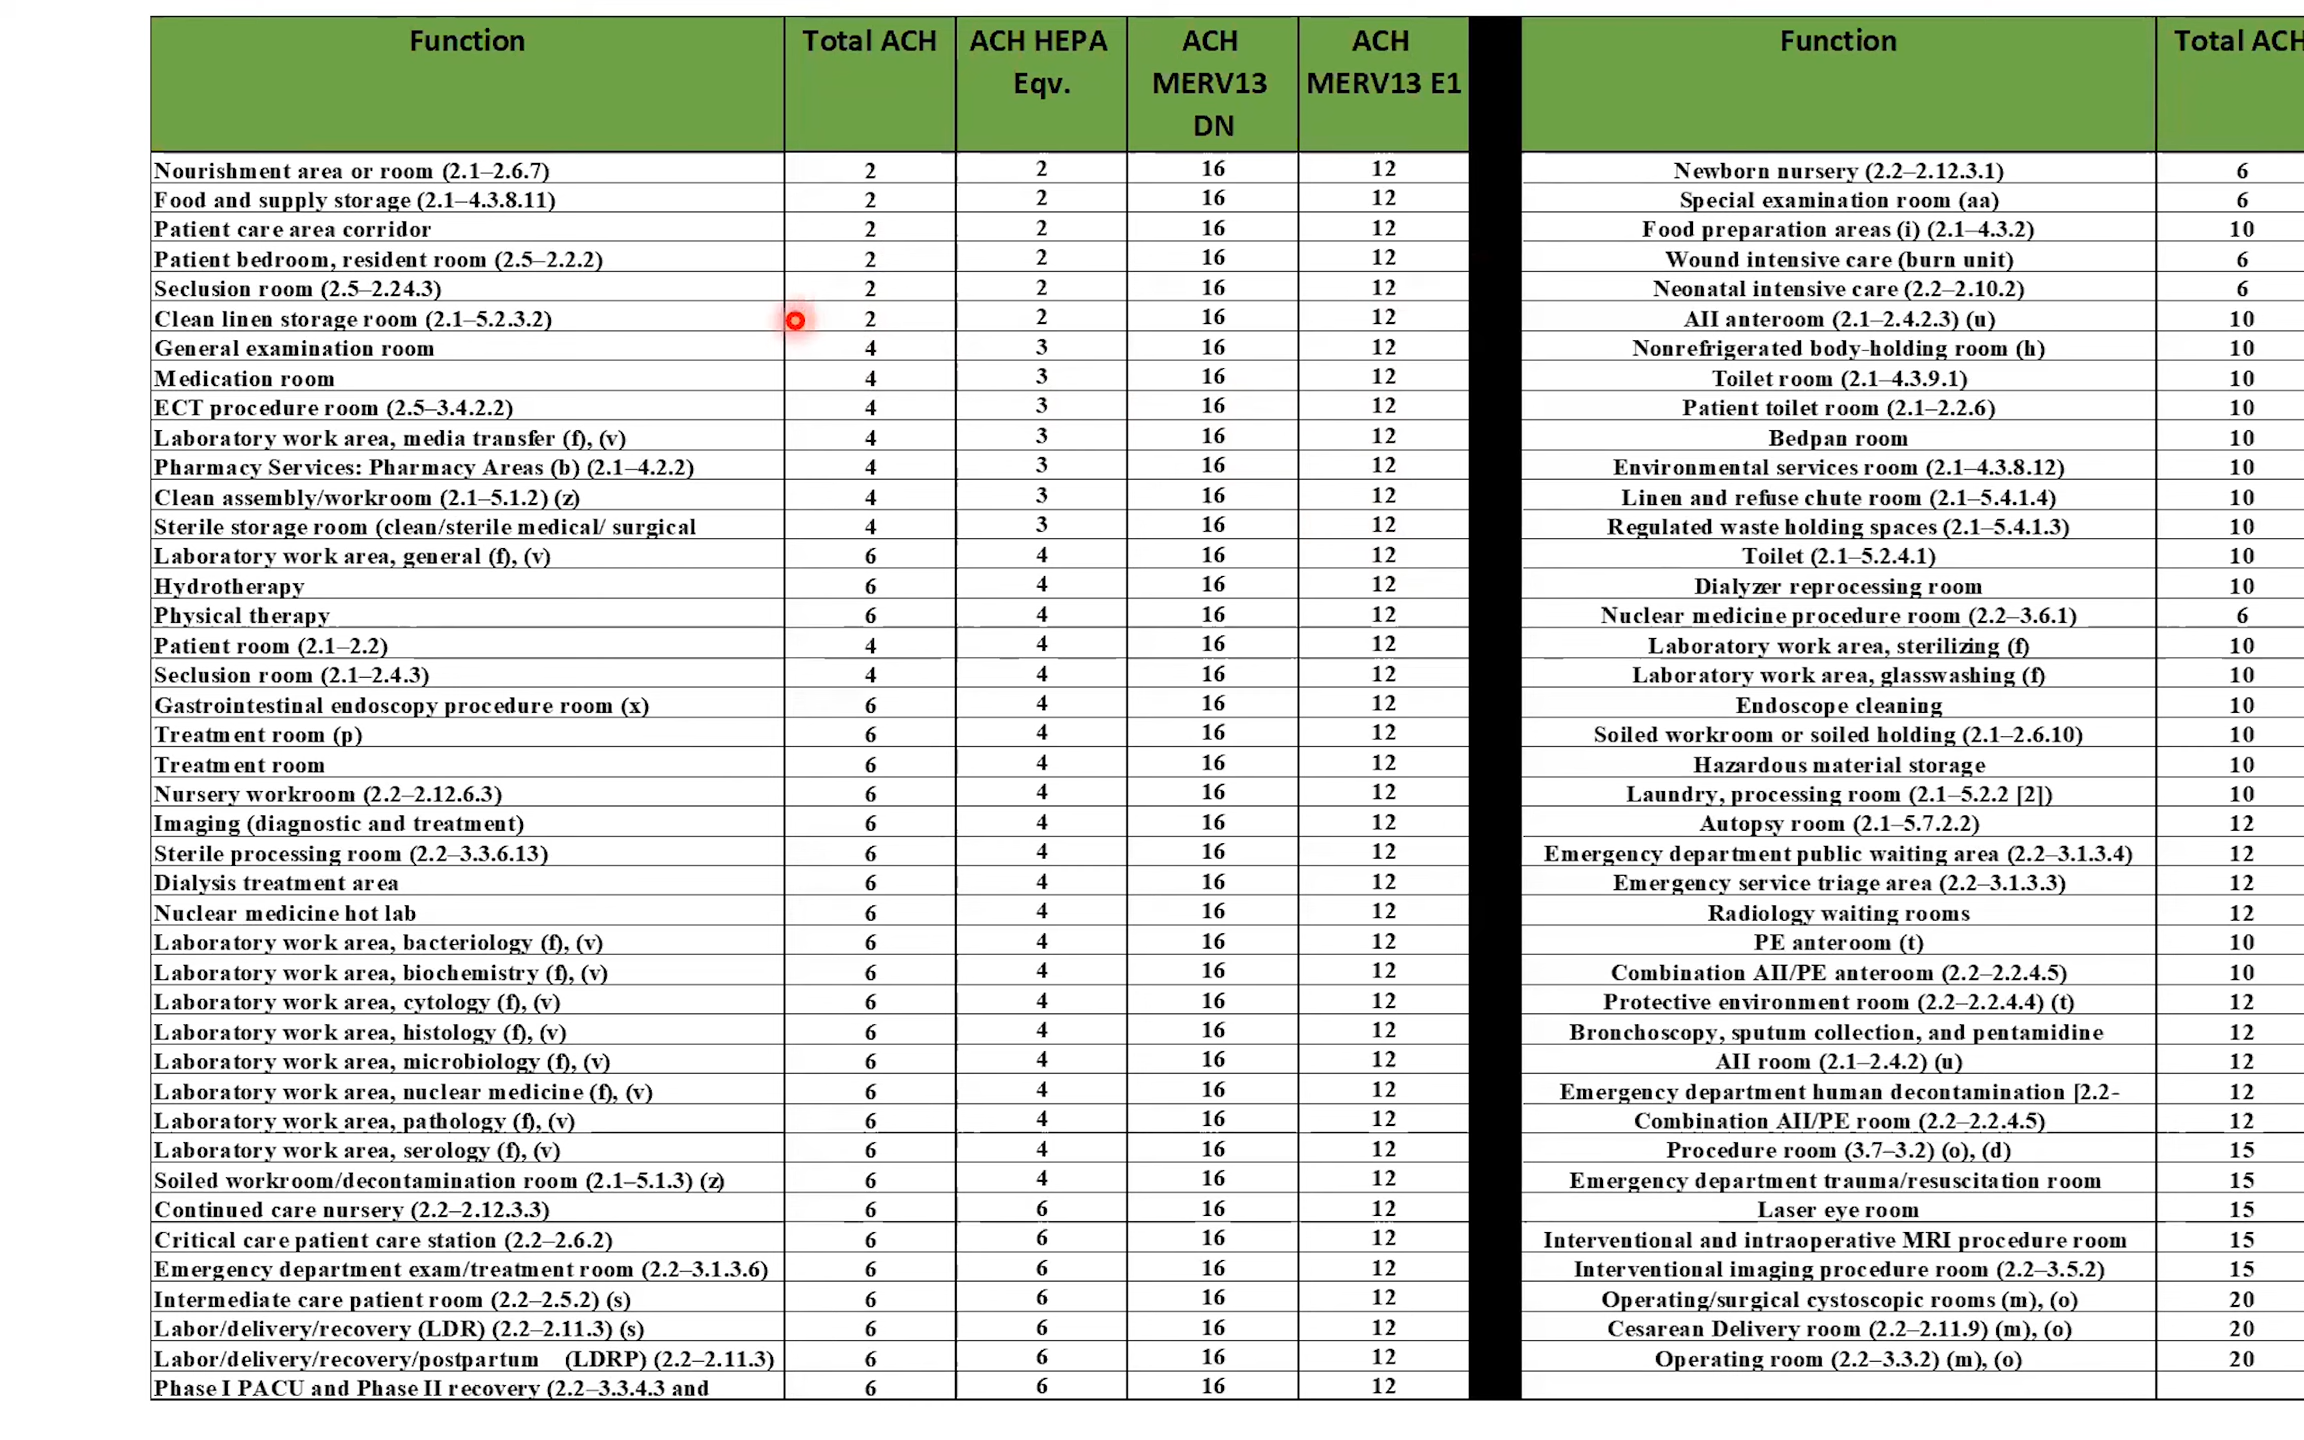 Function Total ACH ACH HEPA Eqv. ACH MERV13 DN ACH MERV13 E1
Nourishment area or room (2.1–2.6.7) 2 2 16 12
Food and supply storage (2.1–4.3.8.11) 2 2 16 12
Patient care area corridor 2 2 16 12
Patient bedroom, resident room (2.5–2.2.2) 2 2 16 12
Seclusion room (2.5–2.24.3) 2 2 16 12
Clean linen storage room (2.1–5.2.3.2) 2 2 16 12
General examination room 4 3 16 12
Medication room 4 3 16 12
ECT procedure room (2.5–3.4.2.2) 4 3 16 12
Laboratory work area, media transfer (f), (v) 4 3 16 12
Pharmacy Services: Pharmacy Areas (b) (2.1–4.2.2) 4 3 16 12
Clean assembly/workroom (2.1–5.1.2) (z) 4 3 16 12
Sterile storage room (clean/sterile medical/ surgical 4 3 16 12
Laboratory work area, general (f), (v) 6 4 16 12
Hydrotherapy 6 4 16 12
Physical therapy 6 4 16 12
Patient room (2.1–2.2) 4 4 16 12
Seclusion room (2.1–2.4.3) 4 4 16 12
Gastrointestinal endoscopy procedure room (x) 6 4 16 12
Treatment room (p) 6 4 16 12
Treatment room 6 4 16 12
Nursery workroom (2.2–2.12.6.3) 6 4 16 12
Imaging (diagnostic and treatment) 6 4 16 12
Sterile processing room (2.2–3.3.6.13) 6 4 16 12
Dialysis treatment area 6 4 16 12
Nuclear medicine hot lab 6 4 16 12
Laboratory work area, bacteriology (f), (v) 6 4 16 12
Laboratory work area, biochemistry (f), (v) 6 4 16 12
Laboratory work area, cytology (f), (v) 6 4 16 12
Laboratory work area, histology (f), (v) 6 4 16 12
Laboratory work area, microbiology (f), (v) 6 4 16 12
Laboratory work area, nuclear medicine (f), (v) 6 4 16 12
Laboratory work area, pathology (f), (v) 6 4 16 12
Laboratory work area, serology (f), (v) 6 4 16 12
Soiled workroom/decontamination room (2.1–5.1.3) (z) 6 4 16 12
Continued care nursery (2.2–2.12.3.3) 6 6 16 12
Critical care patient care station (2.2–2.6.2) 6 6 16 12
Emergency department exam/treatment room (2.2–3.1.3.6) 6 6 16 12
Intermediate care patient room (2.2–2.5.2) (s) 6 6 16 12
Labor/delivery/recovery (LDR) (2.2–2.11.3) (s) 6 6 16 12
Labor/delivery/recovery/postpartum (LDRP) (2.2–2.11.3) 6 6 16 12
Phase I PACU and Phase II recovery (2.2–3.3.4.3 and 6 6 16 12
Function Total ACH
Newborn nursery (2.2–2.12.3.1) 6
Special examination room (aa) 6
Food preparation areas (i) (2.1–4.3.2) 10
Wound intensive care (burn unit) 6
Neonatal intensive care (2.2–2.10.2) 6
AII anteroom (2.1–2.4.2.3) (u) 10
Nonrefrigerated body-holding room (h) 10
Toilet room (2.1–4.3.9.1) 10
Patient toilet room (2.1–2.2.6) 10
Bedpan room 10
Environmental services room (2.1–4.3.8.12) 10
Linen and refuse chute room (2.1–5.4.1.4) 10
Regulated waste holding spaces (2.1–5.4.1.3) 10
Toilet (2.1–5.2.4.1) 10
Dialyzer reprocessing room 10
Nuclear medicine procedure room (2.2–3.6.1) 6
Laboratory work area, sterilizing (f) 10
Laboratory work area, glasswashing (f) 10
Endoscope cleaning 10
Soiled workroom or soiled holding (2.1–2.6.10) 10
Hazardous material storage 10
Laundry, processing room (2.1–5.2.2 [2]) 10
Autopsy room (2.1–5.7.2.2) 12
Emergency department public waiting area (2.2–3.1.3.4) 12
Emergency service triage area (2.2–3.1.3.3) 12
Radiology waiting rooms 12
PE anteroom (t) 10
Combination AII/PE anteroom (2.2–2.2.4.5) 10
Protective environment room (2.2–2.2.4.4) (t) 12
Bronchoscopy, sputum collection, and pentamidine 12
AII room (2.1–2.4.2) (u) 12
Emergency department human decontamination [2.2- 12
Combination AII/PE room (2.2–2.2.4.5) 12
Procedure room (3.7–3.2) (o), (d) 15
Emergency department trauma/resuscitation room 15
Laser eye room 15
Interventional and intraoperative MRI procedure room 15
Interventional imaging procedure room (2.2–3.5.2) 15
Operating/surgical cystoscopic rooms (m), (o) 20
Cesarean Delivery room (2.2–2.11.9) (m), (o) 20
Operating room (2.2–3.3.2) (m), (o) 20